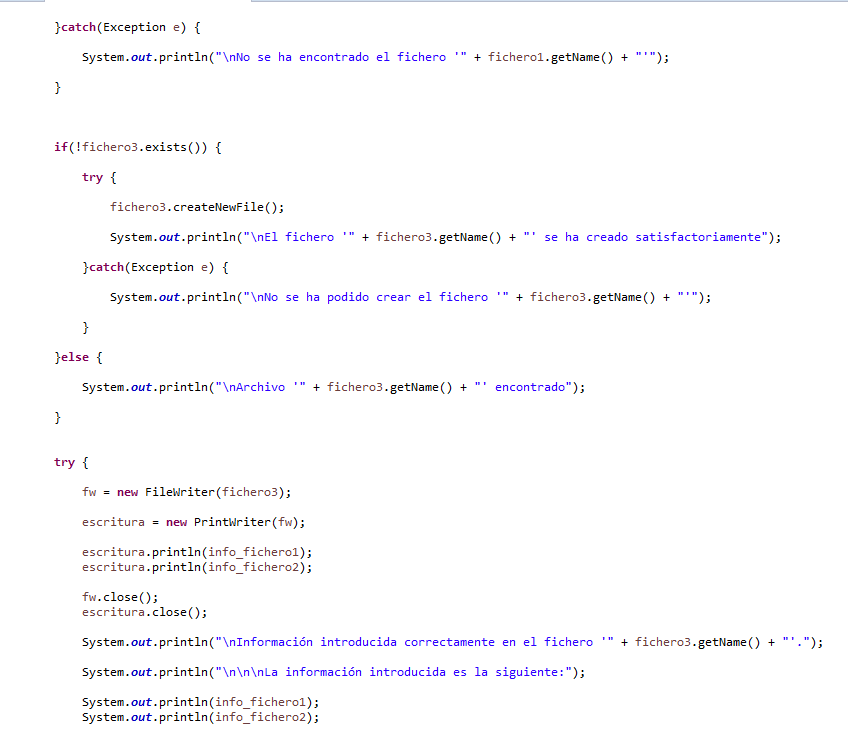 }catch(Exception e) {
System.out.println("\nNo se ha encontrado el fichero '" + fichero1.getName() + "'");
}
if(!fichero3.exists()) {
try {
fichero3.createNewFile();
System.out.println("\nEl fichero '" + fichero3.getName() + "' se ha creado satisfactoriamente");
}catch(Exception e) {
System.out.println("\nNo se ha podido crear el fichero '" + fichero3.getName() + "'");
}
}else {
System.out.println("\nArchivo '" + fichero3.getName() + "' encontrado");
}
try {
fw = new FileWriter(fichero3);
escritura = new PrintWriter(fw);
escritura.println(info_fichero1);
escritura.println(info_fichero2);
fw.close();
escritura.close();
System.out.println("\nInformación introducida correctamente en el fichero '" + fichero3.getName() + "'.");
System.out.println("\n\n\nLa información introducida es la siguiente:");
System.out.println(info_fichero1);
System.out.println(info_fichero2);